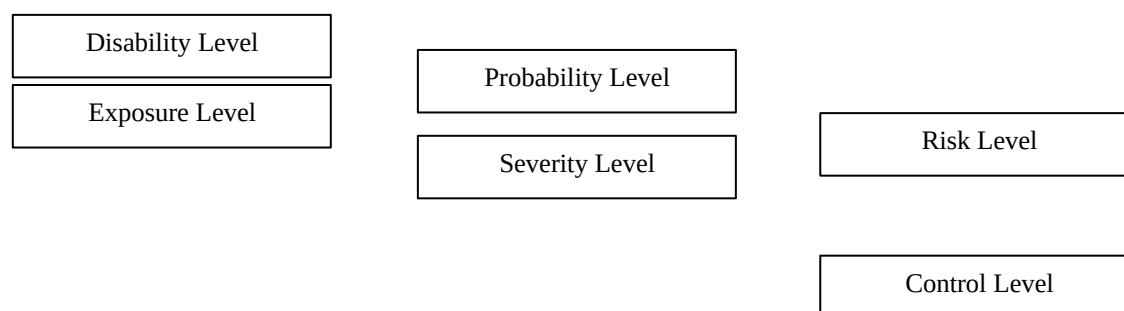 Disability Level
Exposure Level
Probability Level
Severity Level
Risk Level
Control Level